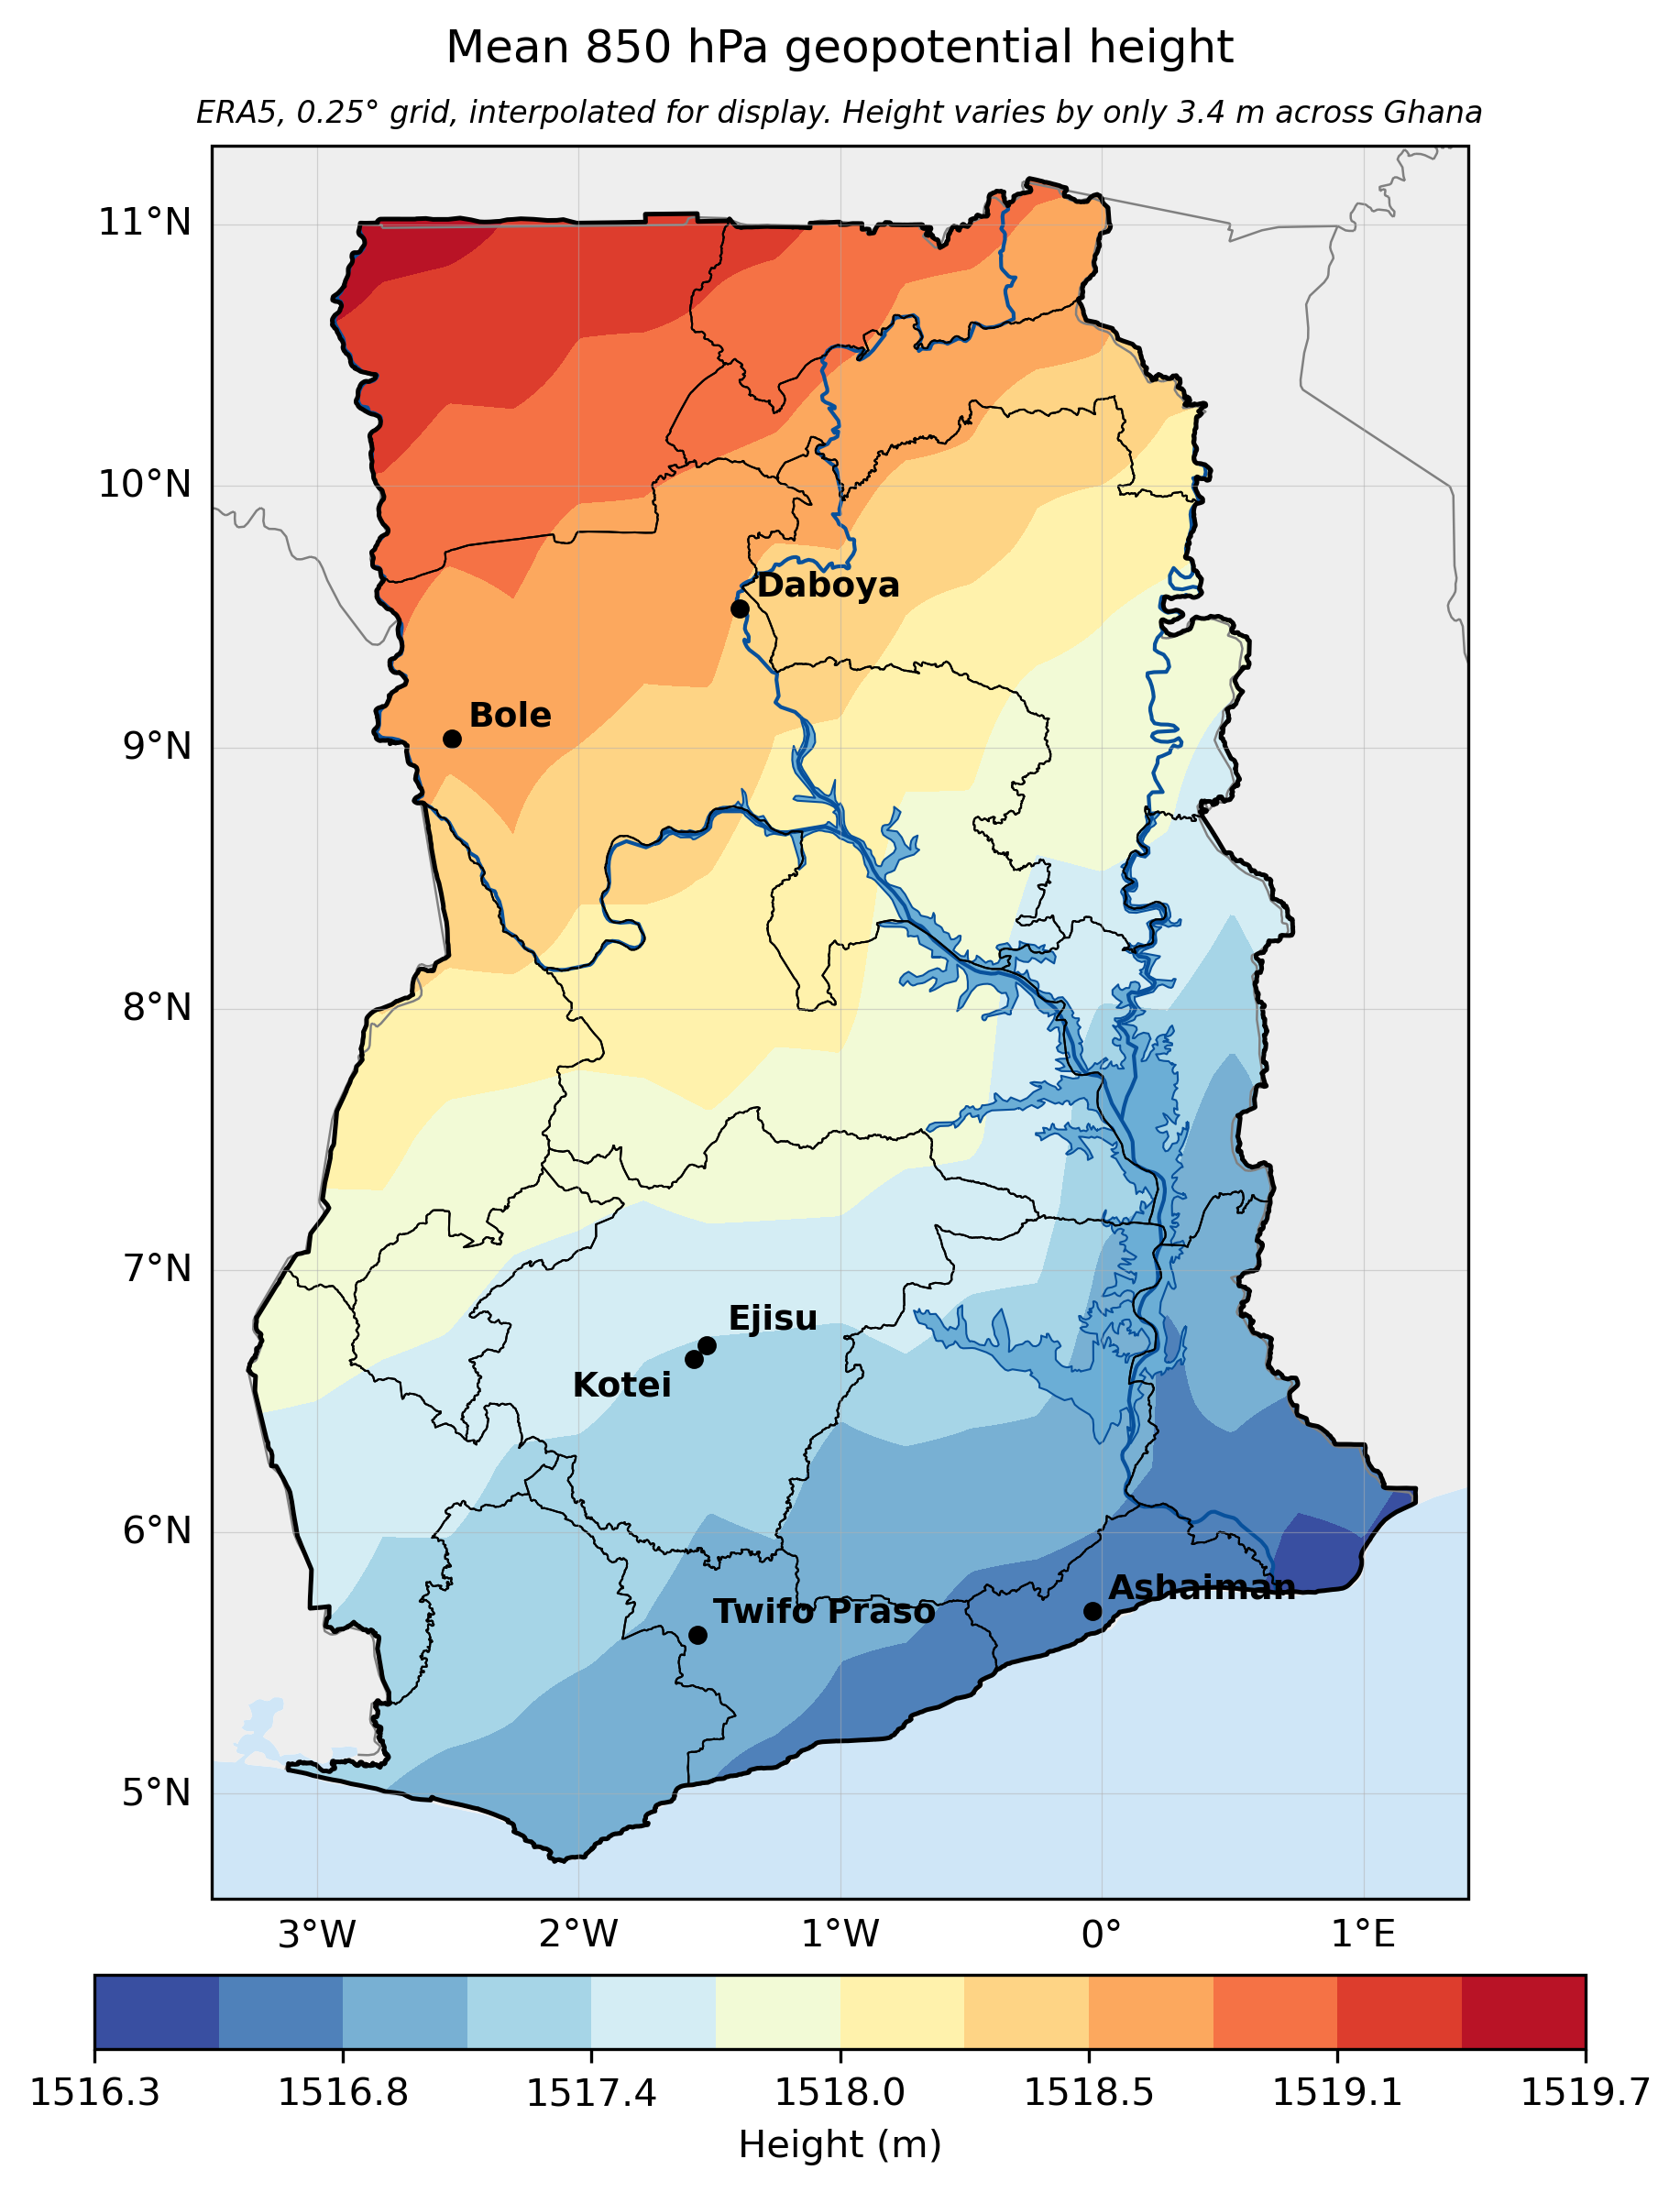 Mean 850 hPa geopotential height
ERA5, 0.25° grid, interpolated for display. Height varies by only 3.4 m across Ghana
11°N
10°N
Daboya
Bole
9°N
8°N
7°N
Ejisu
Kotei
6°N
Ashaiman
Twifo Praso
5°N
3°W 2°W 1°W 0° 1°E
1516.3 1516.8 1517.4 1518.0 1518.5 1519.1 1519.7
Height (m)